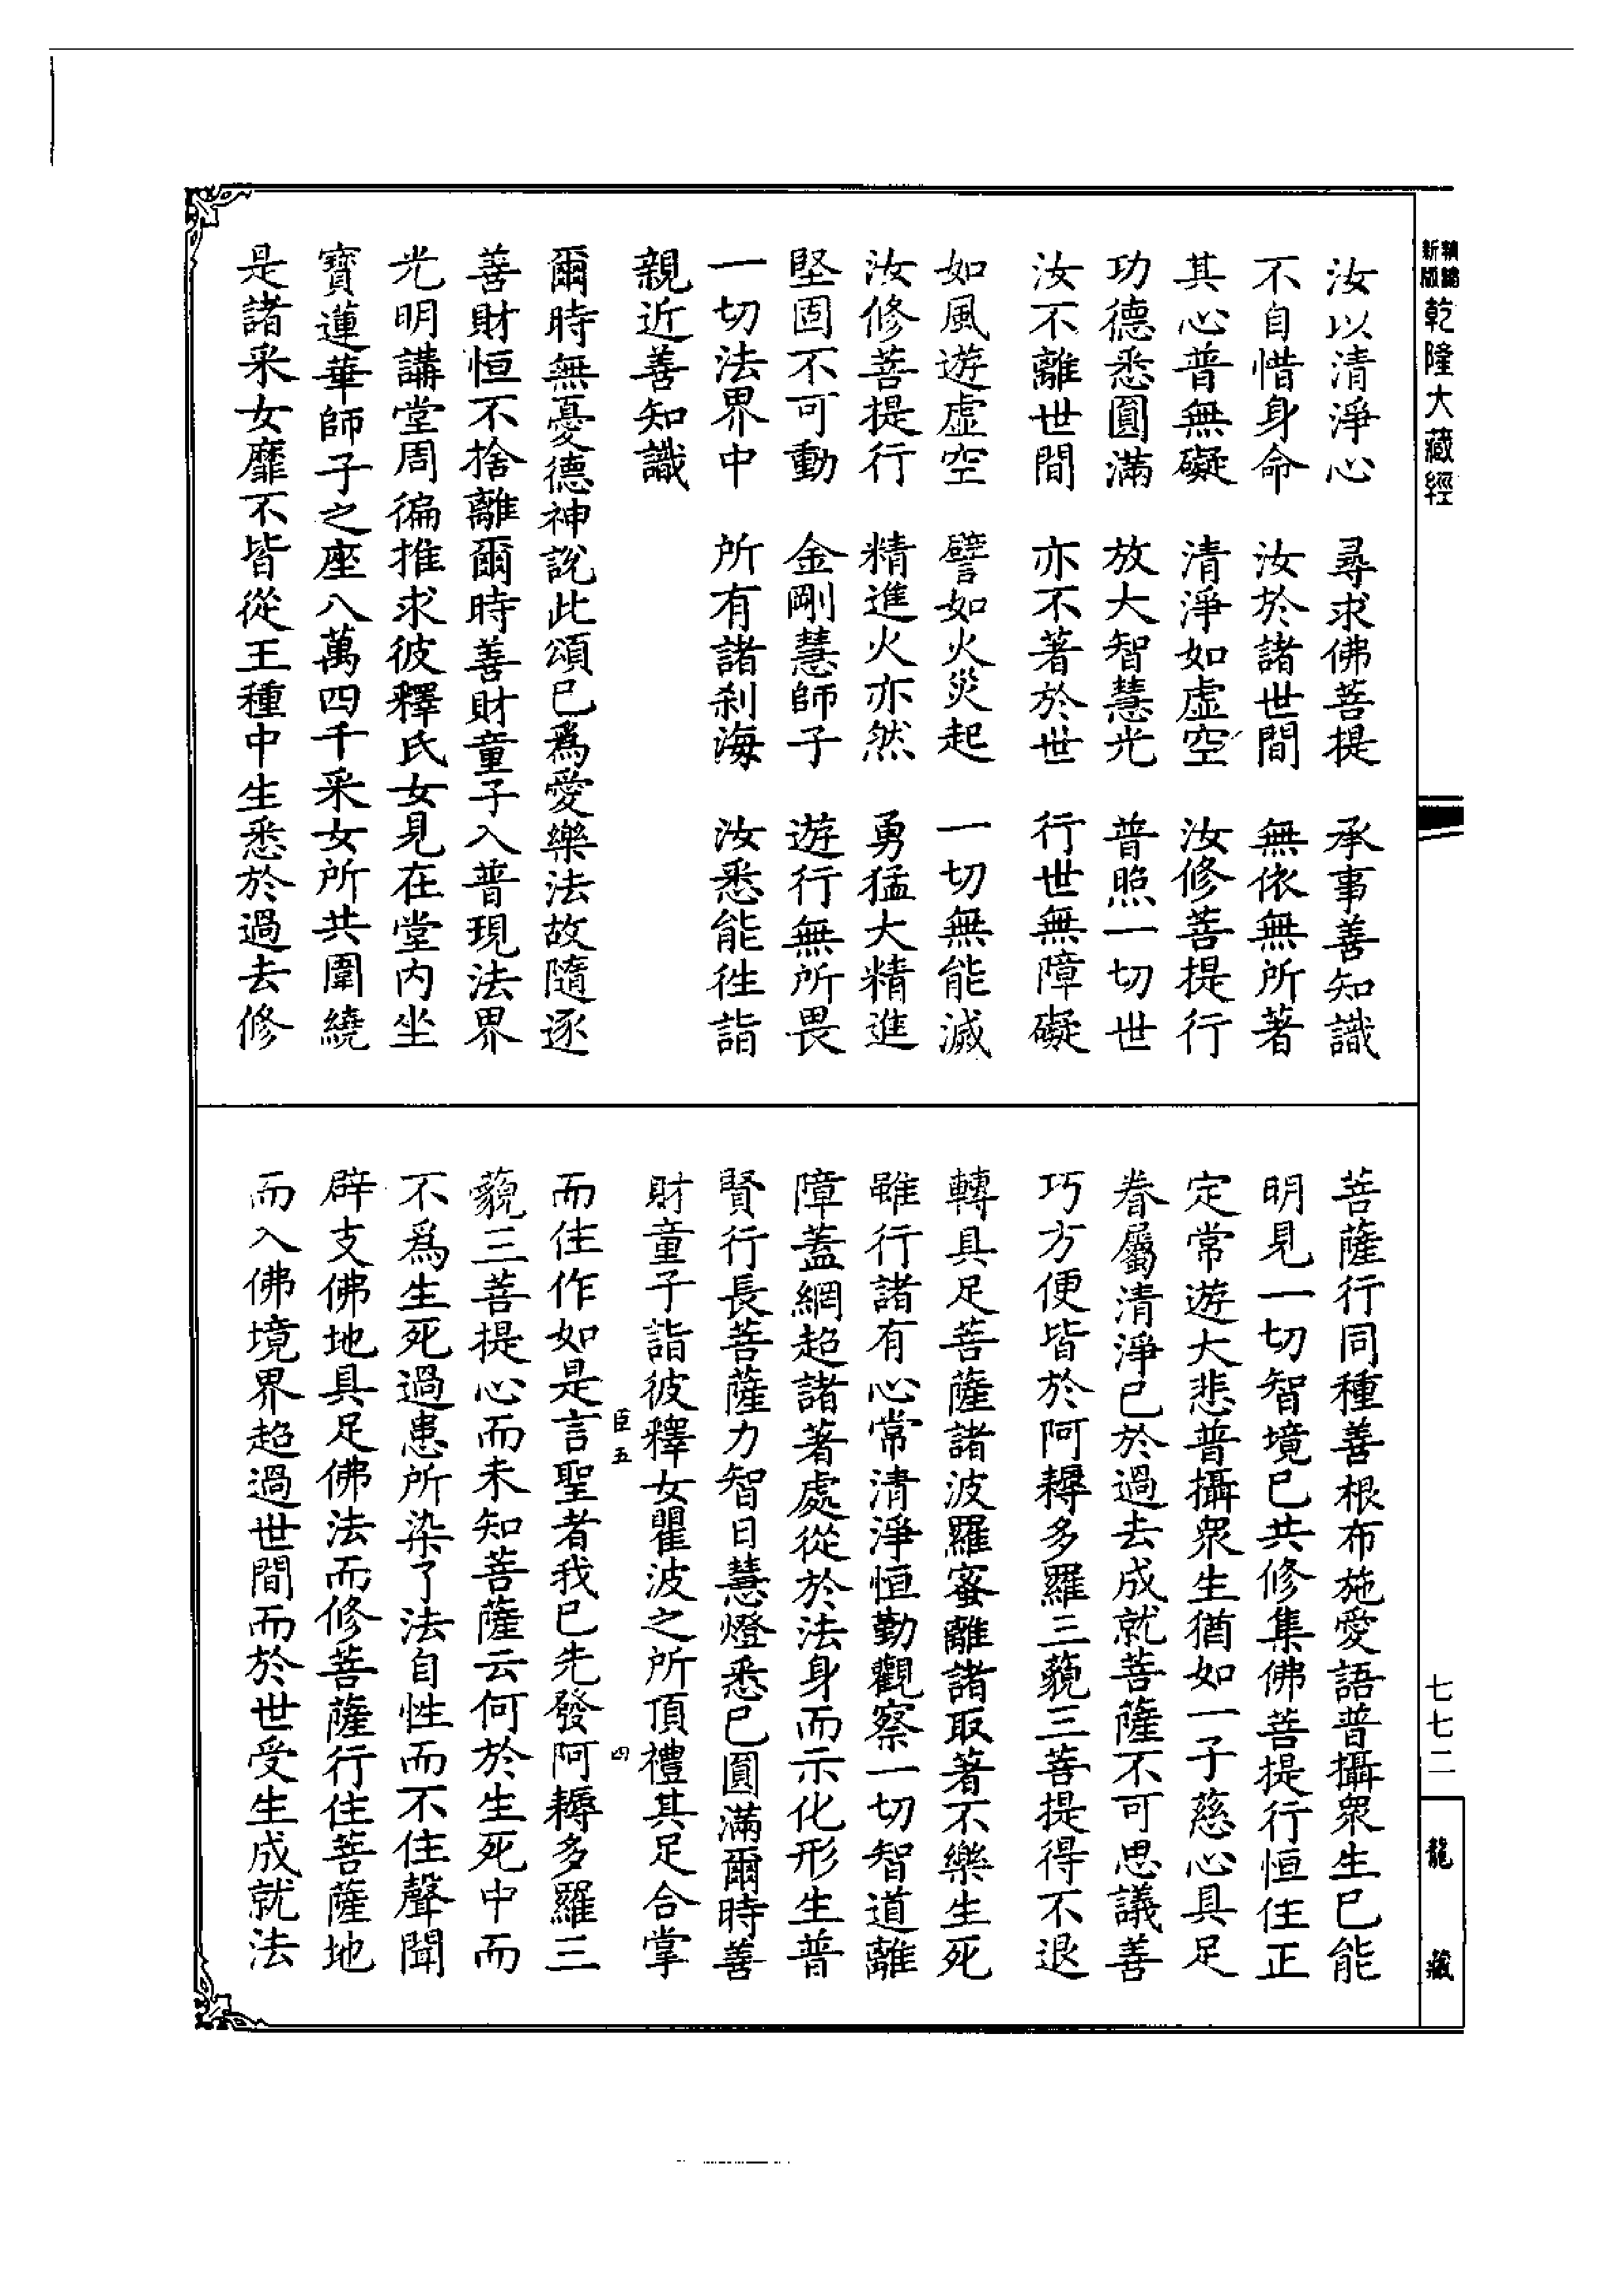 新編
新版
乾隆大藏經
汝以清淨心　尋求佛菩提　承事善知識
不自惜身命　汝於諸世間　無依無所著
其心普無礙　清淨如虛空　汝修菩提行
功德悉圓滿　放大智慧光　普照一切世
汝不離世間　亦不著於世　行世無障礙
如風遊虛空　譬如火災起　一切無能滅
汝修菩提行　精進火亦然　勇猛大精進
堅固不可動　金剛慧師子　遊行無所畏
一切法界中　所有諸剎海　汝悉能往詣
親近善知識
爾時無憂德神說此頌已為愛樂法故隨逐
善財恒不捨離爾時善財童子入普現法界
光明講堂周徧推求彼釋氏女見在堂內坐
寶蓮華師子之座八萬四千采女所共圍繞
是諸采女靡不皆從王種中生悉於過去修
菩薩行同種善根布施愛語普攝眾生已能
明見一切智境已共修集佛菩提行恒住正
定常遊大悲普攝眾生猶如一子慈心具足
眷屬清淨已於過去成就菩薩不可思議善
巧方便皆於阿耨多羅三藐三菩提得不退
轉具足菩薩諸波羅蜜離諸取著不樂生死
雖行諸有心常清淨恒勤觀察一切智道離
障蓋網超諸著處從於法身而示化形生普
賢行長菩薩力智日慧燈悉已圓滿爾時善
財童子詣彼釋女瞿波之所頂禮其足合掌
臣五
四
而住作如是言聖者我已先發阿耨多羅三
藐三菩提心而未知菩薩云何於生死中而
不為生死過患所染了法自性而不住聲聞
辟支佛地具足佛法而修菩薩行住菩薩地
而入佛境界超過世間而於世受生成就法
七七二
龍藏